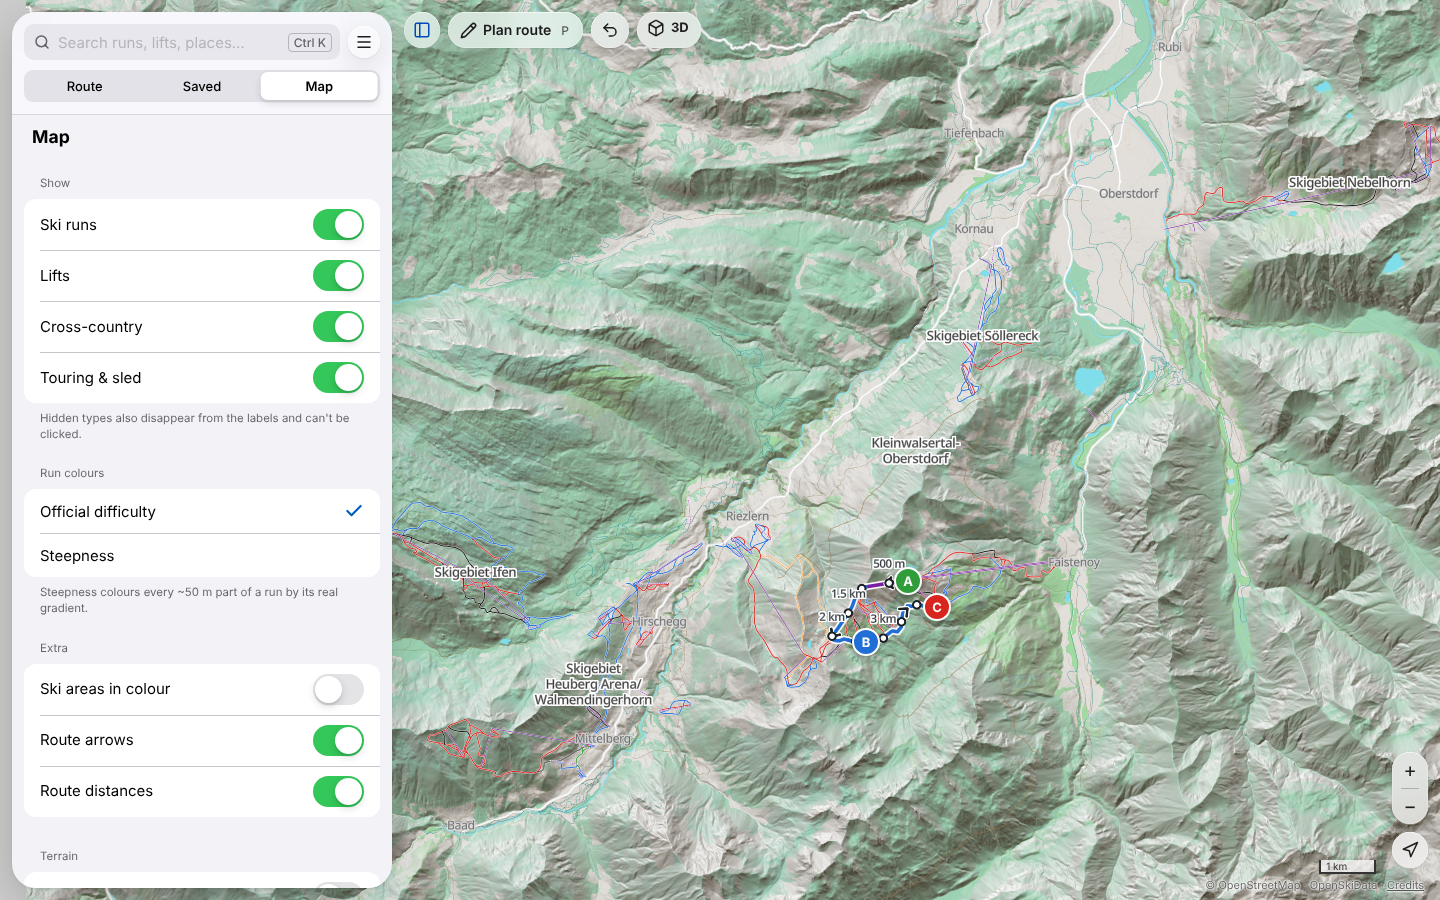 Search runs, lifts, places...
Ctrl K
Route
Saved
Map
Map
Show
Ski runs
Lifts
Cross-country
Touring & sled
Hidden types also disappear from the labels and can't be
clicked.
Run colours
Official difficulty
Steepness
Steepness colours every ~50 m part of a run by its real
gradient.
Extra
Ski areas in colour
Route arrows
Route distances
Terrain
Plan route P
3D
Rubi
Tiefenbach
Skigebiet Nebelhorn
Oberstdorf
Kornau
Skigebiet Söllereck
Kleinwalsertal-
Oberstdorf
Riezlern
Faistenoy
500 m
A
Skigebiet Ifen
1.5 km
C
2 km
3 km
Hirschegg
B
Skigebiet
Heuberg Arena/
Walmendingerhorn
Mittelberg
Baad
+
−
1 km
© OpenStreetMap · OpenSkiData · Credits